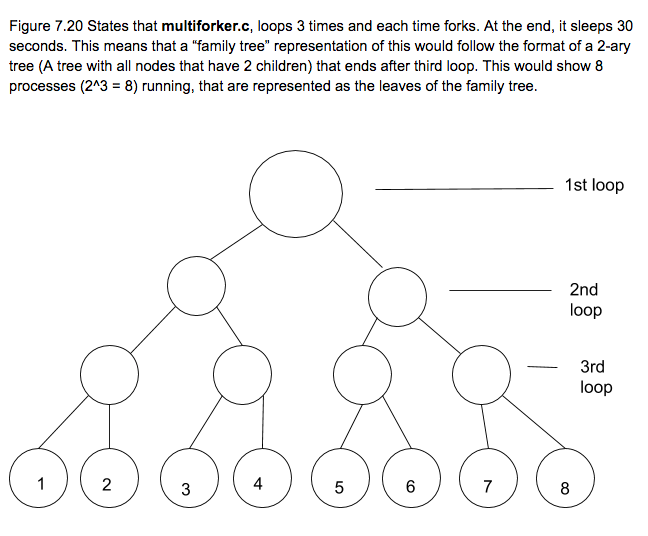 Figure 7.20 States that multiforker.c, loops 3 times and each time forks. At the end, it sleeps 30
seconds. This means that a “family tree” representation of this would follow the format of a 2-ary
tree (A tree with all nodes that have 2 children) that ends after third loop. This would show 8
processes (2^3 = 8) running, that are represented as the leaves of the family tree.
1st loop
2nd
loop
3rd
loop
1 2 3 4 5 6 7 8